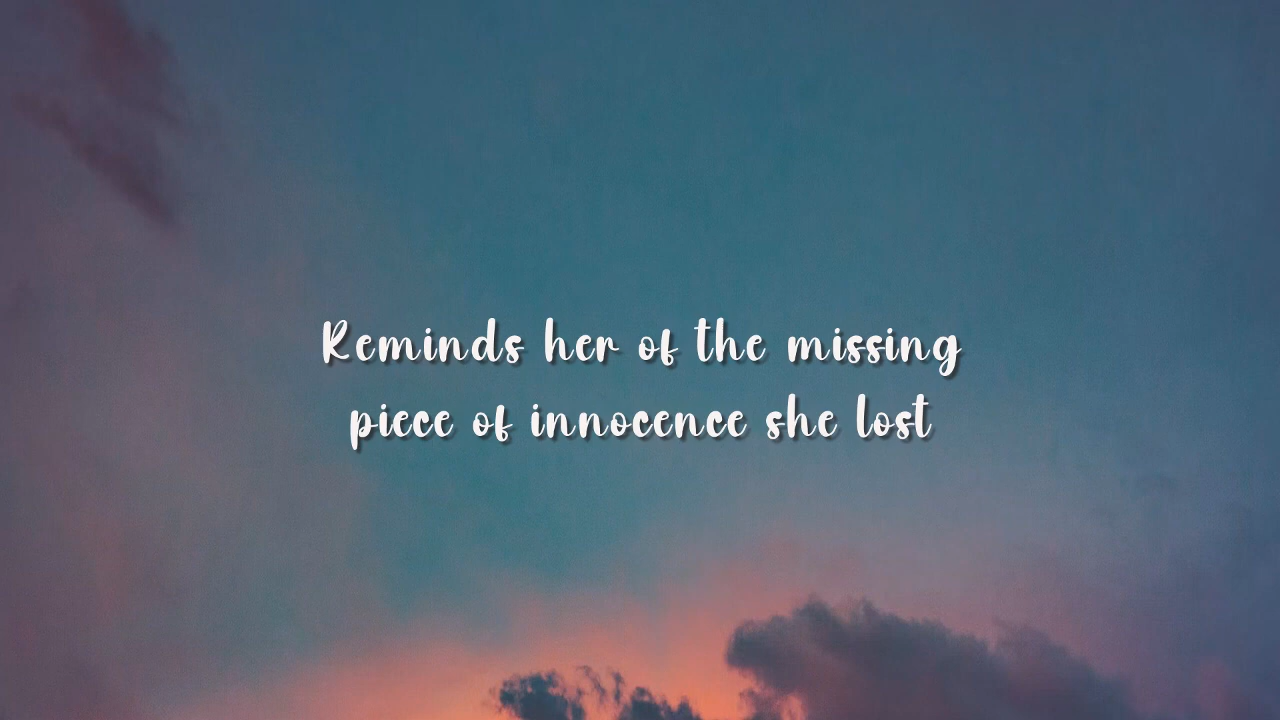 Reminds her of the missing
piece of innocence she lost